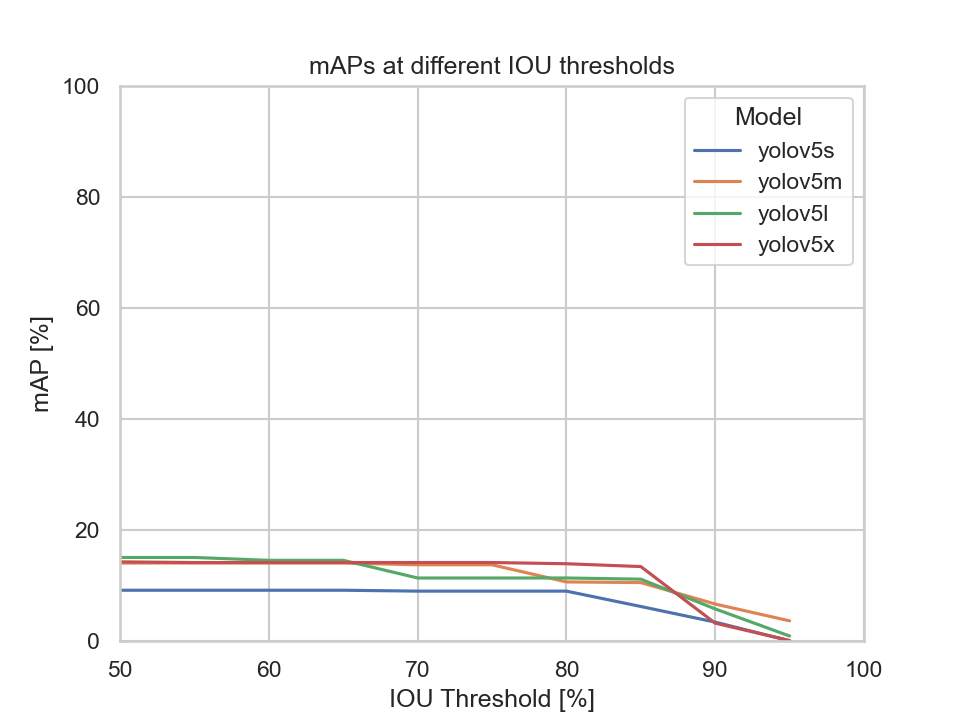 mAPs at different IOU thresholds
100
80
60
40
20
0
mAP [%]
Model
yolov5s
yolov5m
yolov5l
yolov5x
50 60 70 80 90 100
IOU Threshold [%]